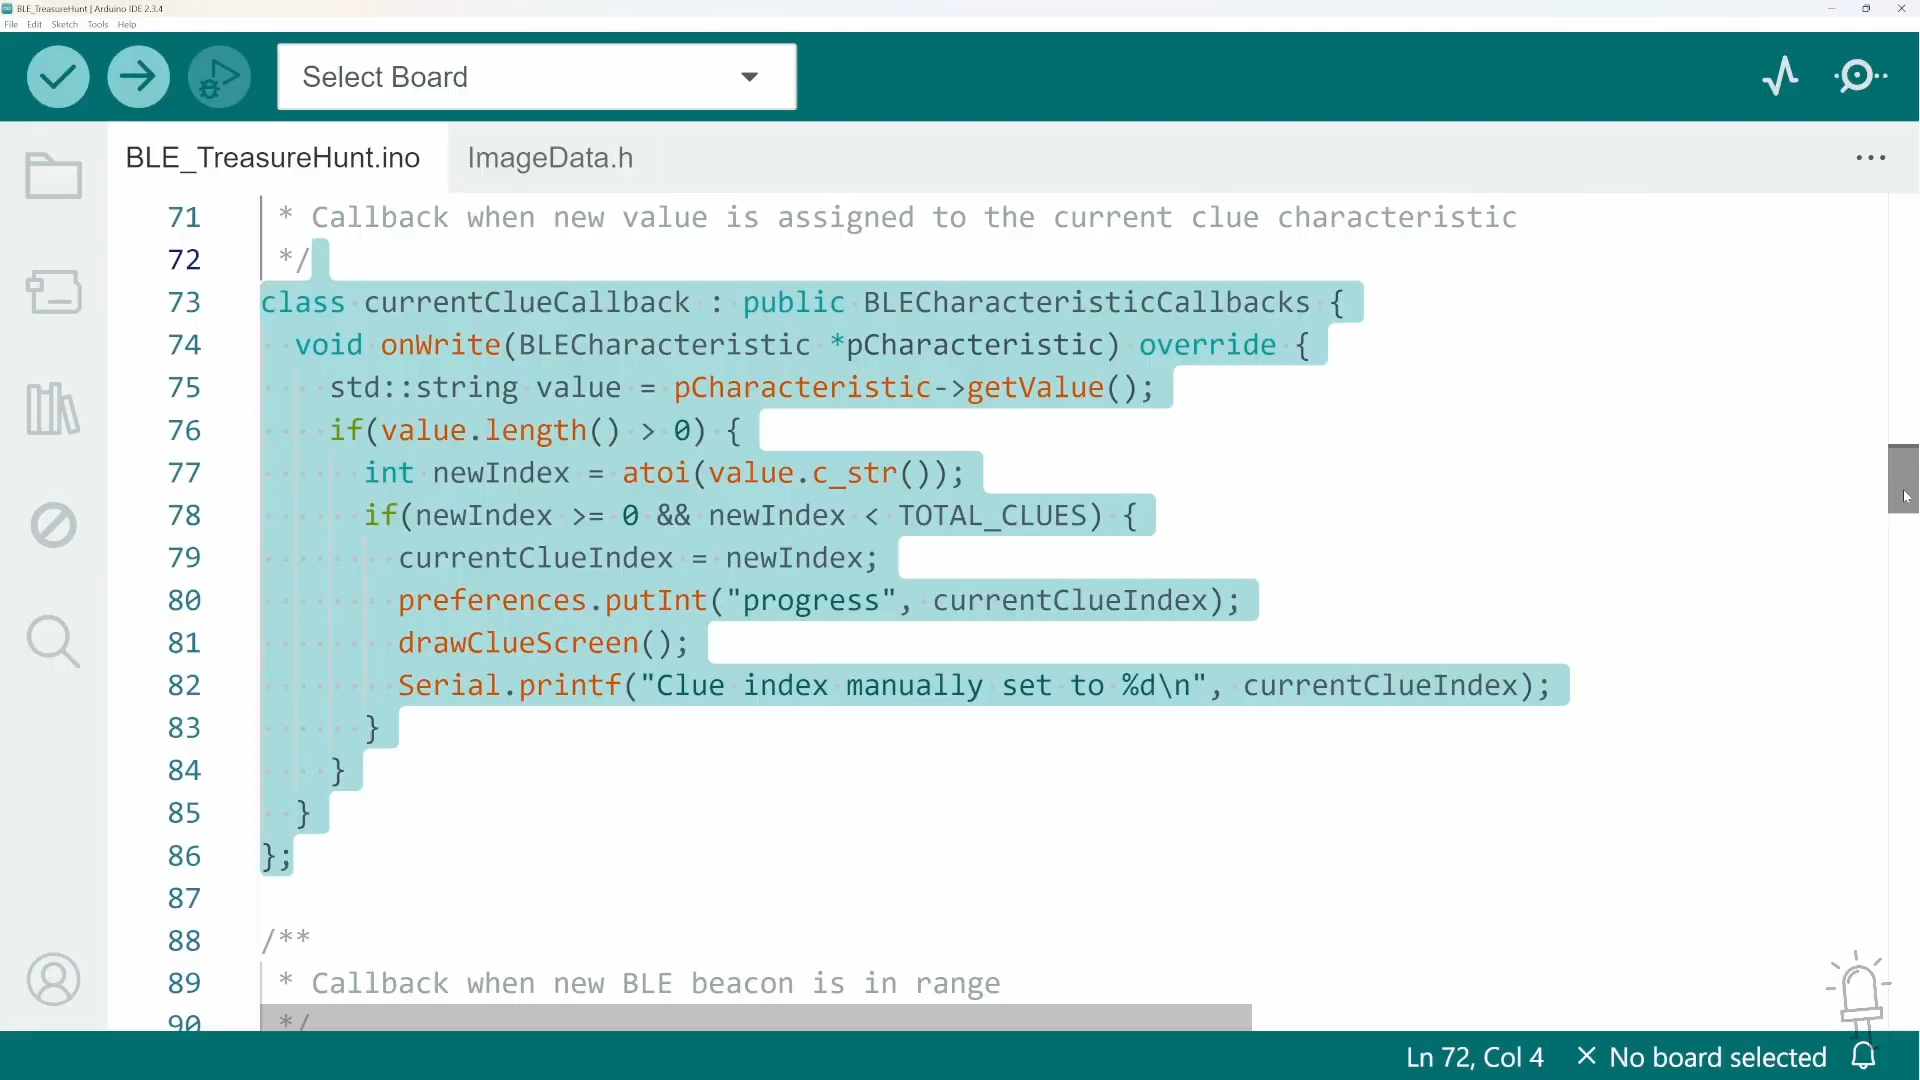 BLE_TreasureHunt | Arduino IDE 2.3.4
File Edit Sketch Tools Help
Select Board
BLE_TreasureHunt.ino ImageData.h
71 * Callback when new value is assigned to the current clue characteristic
72 */
73 class currentClueCallback : public BLECharacteristicCallbacks {
74 void onWrite(BLECharacteristic *pCharacteristic) override {
75 std::string value = pCharacteristic->getValue();
76 if(value.length() > 0) {
77 int newIndex = atoi(value.c_str());
78 if(newIndex >= 0 && newIndex < TOTAL_CLUES) {
79 currentClueIndex = newIndex;
80 preferences.putInt("progress", currentClueIndex);
81 drawClueScreen();
82 Serial.printf("Clue index manually set to %d\n", currentClueIndex);
83 }
84 }
85 }
86 };
87
88 /**
89 * Callback when new BLE beacon is in range
90 */
Ln 72, Col 4 × No board selected